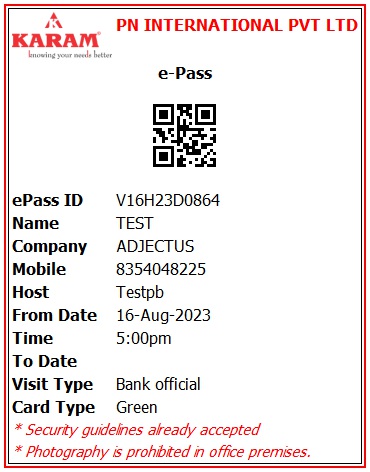 PN INTERNATIONAL PVT LTD
KARAM®
knowing your needs better
e-Pass
ePass ID V16H23D0864
Name TEST
Company ADJECTUS
Mobile 8354048225
Host Testpb
From Date 16-Aug-2023
Time 5:00pm
To Date
Visit Type Bank official
Card Type Green
* Security guidelines already accepted
* Photography is prohibited in office premises.